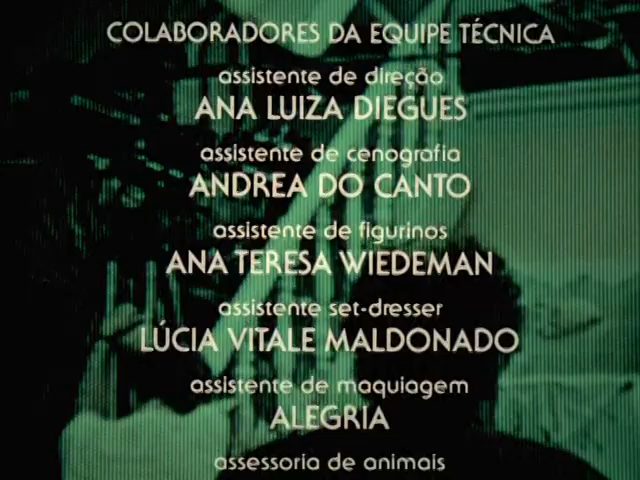 COLABORADORES DA EQUIPE TÉCNICA
assistente de direção
ANA LUIZA DIEGUES
assistente de cenografia
ANDREA DO CANTO
assistente de figurinos
ANA TERESA WIEDEMAN
assistente set-dresser
LÚCIA VITALE MALDONADO
assistente de maquiagem
ALEGRIA
assessoria de animais